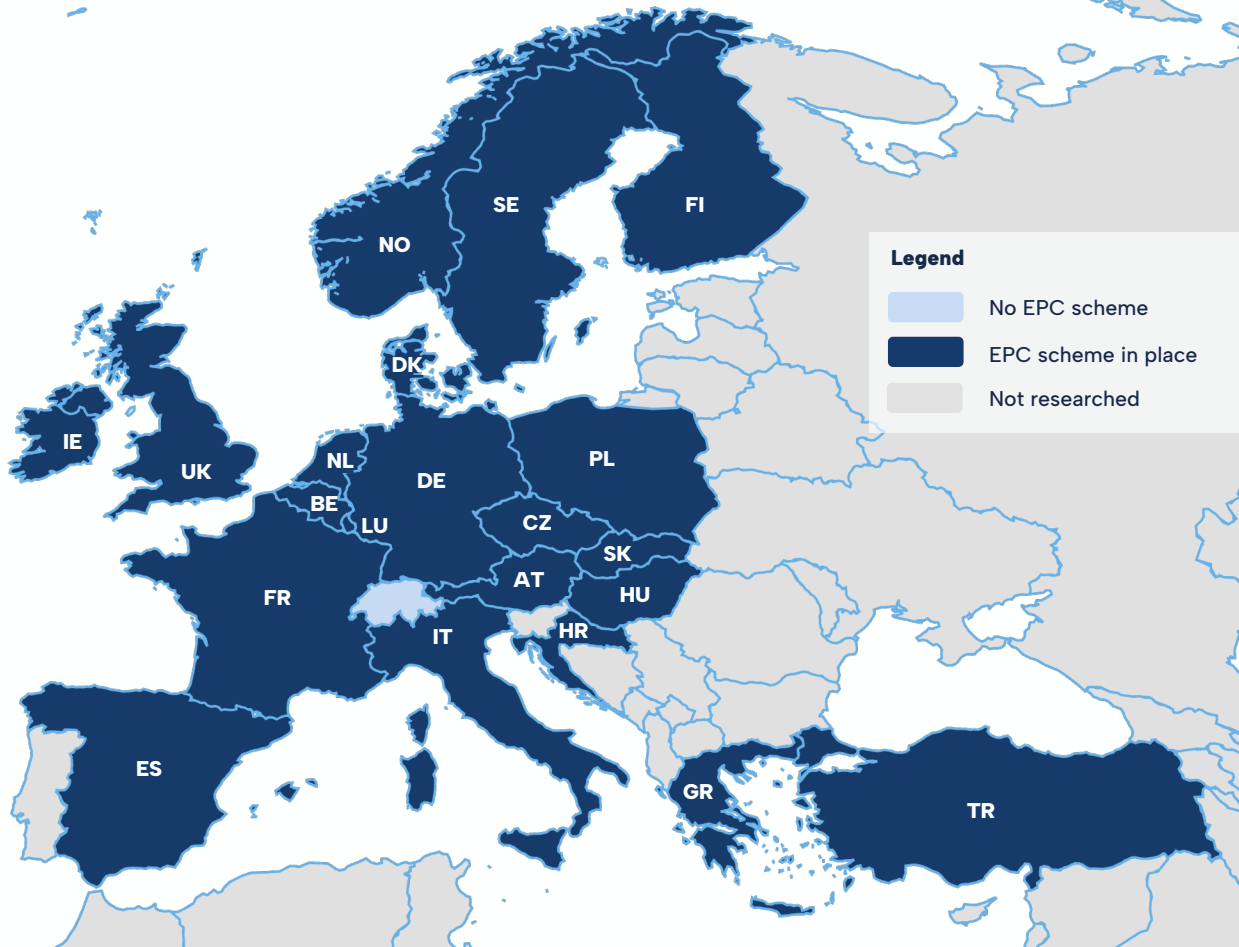 SE
FI
NO
Legend
No EPC scheme
EPC scheme in place
Not researched
DK
IE
UK
NL
DE
PL
BE
LU
CZ
SK
AT
HU
FR
IT
HR
ES
GR
TR